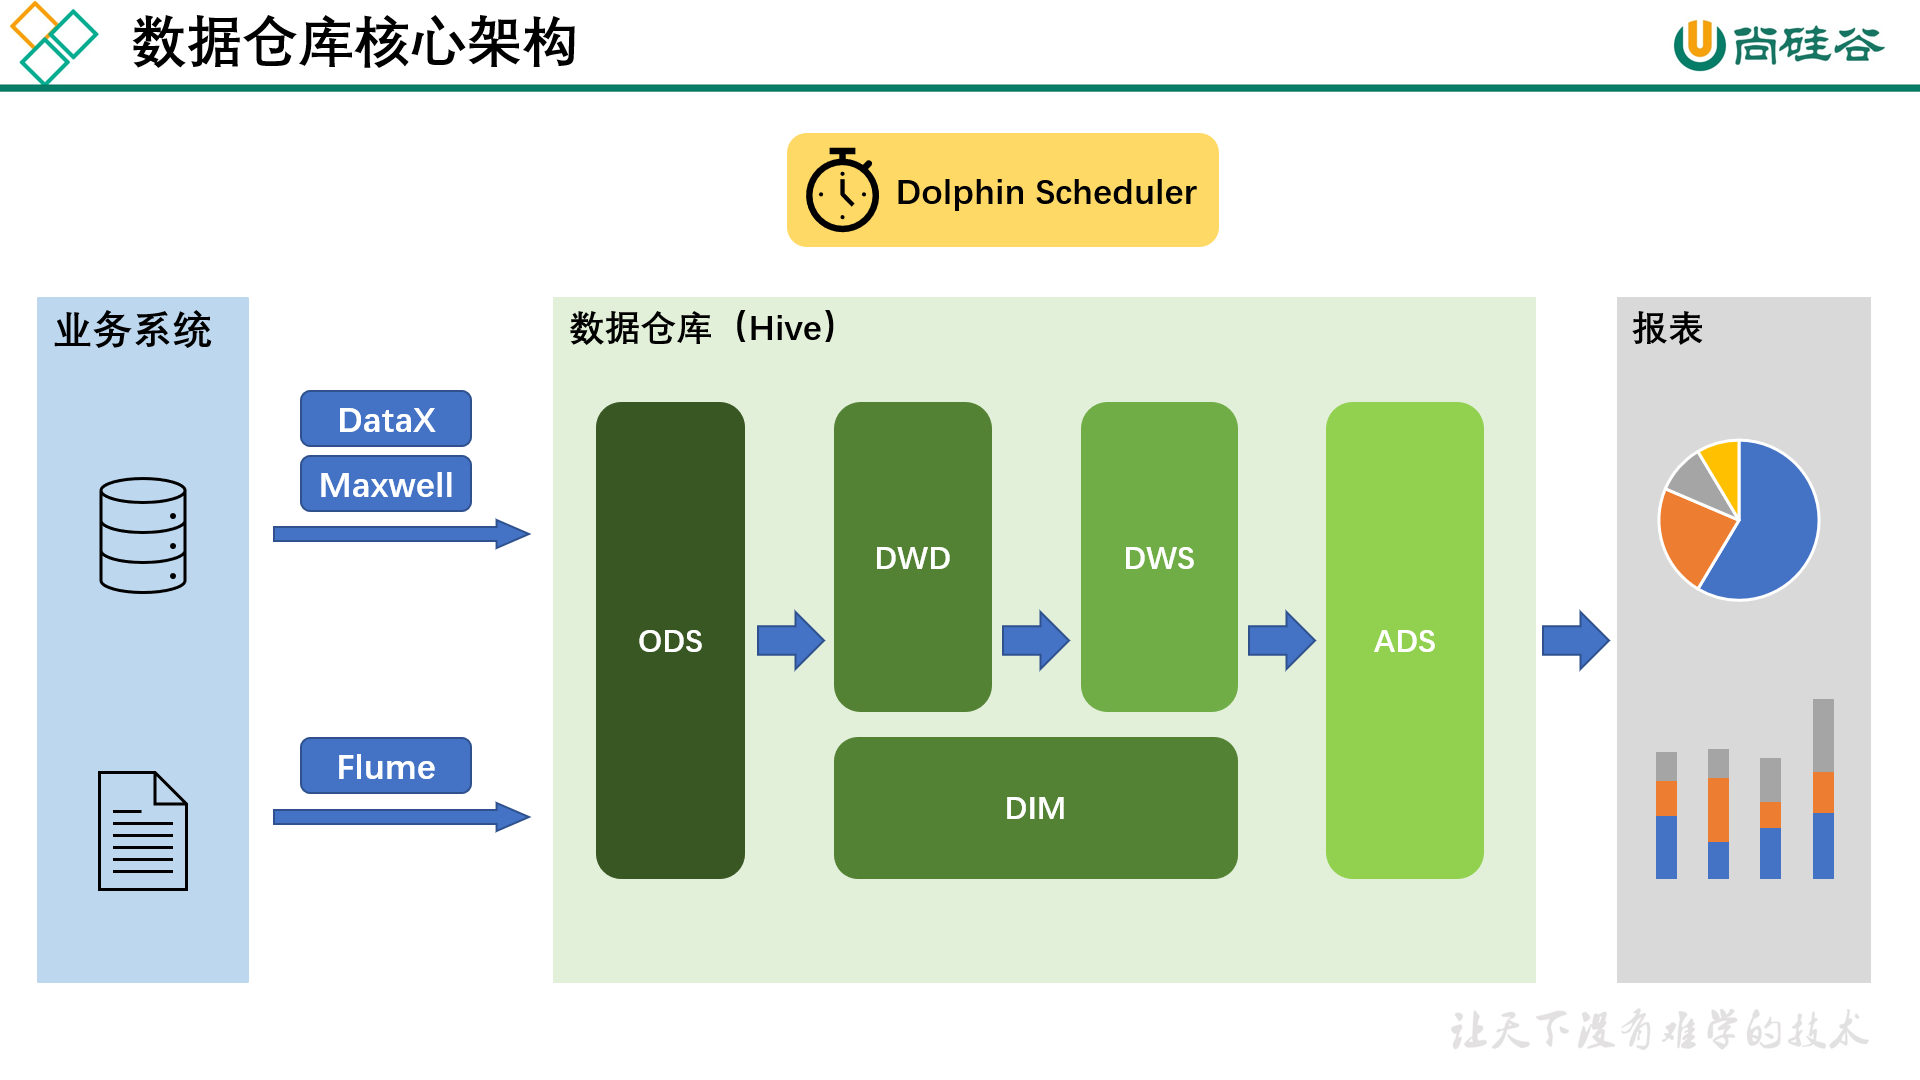 数据仓库核心架构
尚硅谷
Dolphin Scheduler
业务系统
DataX
Maxwell
Flume
数据仓库（Hive）
ODS
DWD
DWS
DIM
ADS
报表
让天下没有难学的技术